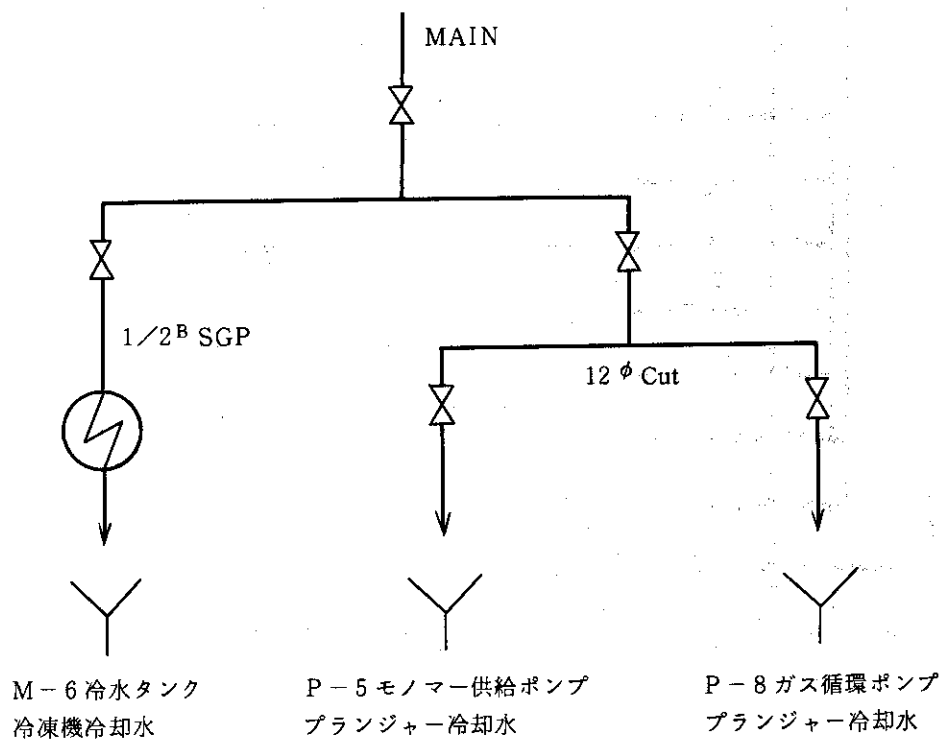 MAIN
1/2ᴮ SGP
12 ᵠ Cut
M－6冷水タンク
冷凍機冷却水
P－5モノマー供給ポンプ
プランジャー冷却水
P－8ガス循環ポンプ
プランジャー冷却水